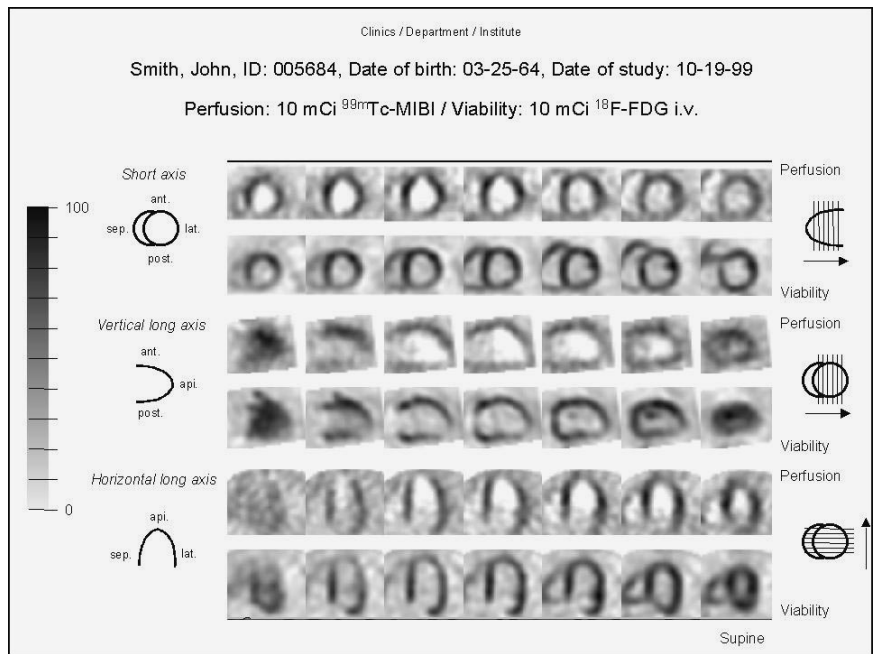 Clinics / Department / Institute
Smith, John, ID: 005684, Date of birth: 03-25-64, Date of study: 10-19-99
Perfusion: 10 mCi ⁹⁹ᵐTc-MIBI / Viability: 10 mCi ¹⁸F-FDG i.v.
Short axis
ant.
sep.
lat.
post.
Perfusion
Viability
100
0
Vertical long axis
ant.
api.
post.
Perfusion
Viability
Horizontal long axis
api.
sep.
lat.
Perfusion
Viability
Supine